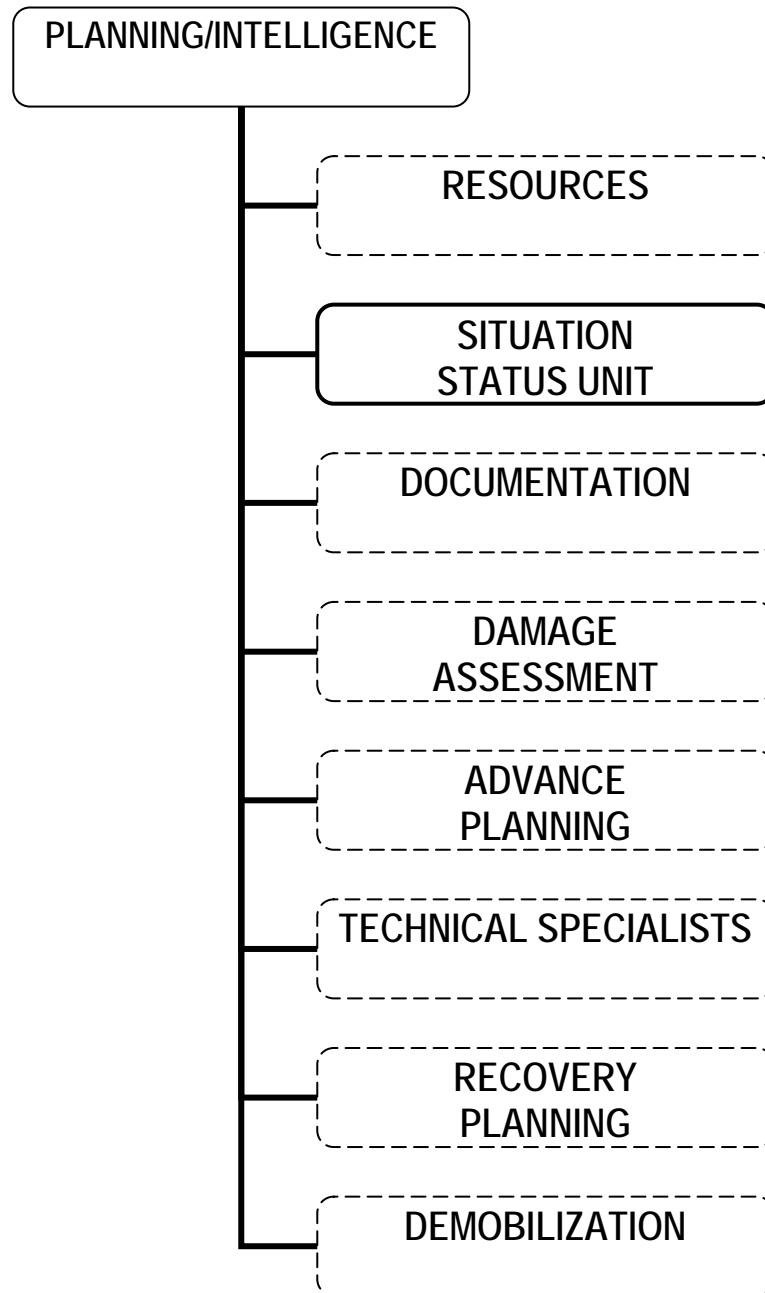 PLANNING/INTELLIGENCE
RESOURCES
SITUATION
STATUS UNIT
DOCUMENTATION
DAMAGE
ASSESSMENT
ADVANCE
PLANNING
TECHNICAL SPECIALISTS
RECOVERY
PLANNING
DEMOBILIZATION